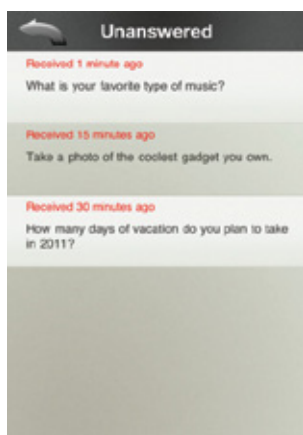 Unanswered
Received 1 minute ago
What is your favorite type of music?
Received 15 minutes ago
Take a photo of the coolest gadget you own.
Received 30 minutes ago
How many days of vacation do you plan to take
in 2011?